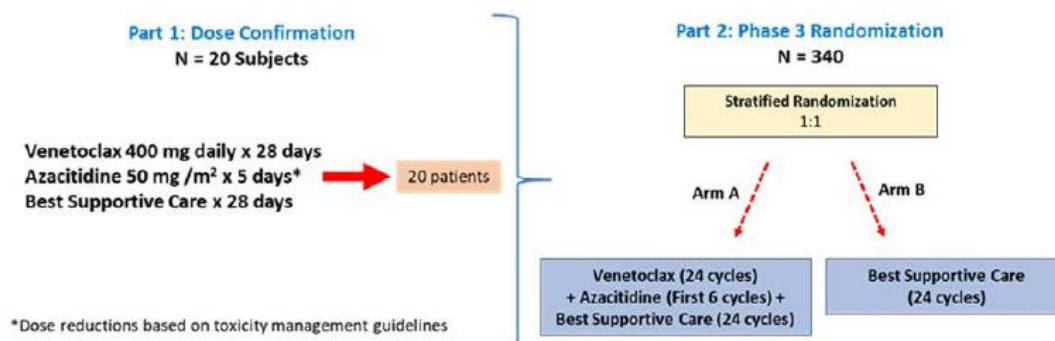 Part 1: Dose Confirmation
N = 20 Subjects
Venetoclax 400 mg daily x 28 days
Azacitidine 50 mg /m² x 5 days*
Best Supportive Care x 28 days
20 patients
*Dose reductions based on toxicity management guidelines
Part 2: Phase 3 Randomization
N = 340
Stratified Randomization
1:1
Arm A
Arm B
Venetoclax (24 cycles)
+ Azacitidine (First 6 cycles) +
Best Supportive Care (24 cycles)
Best Supportive Care
(24 cycles)